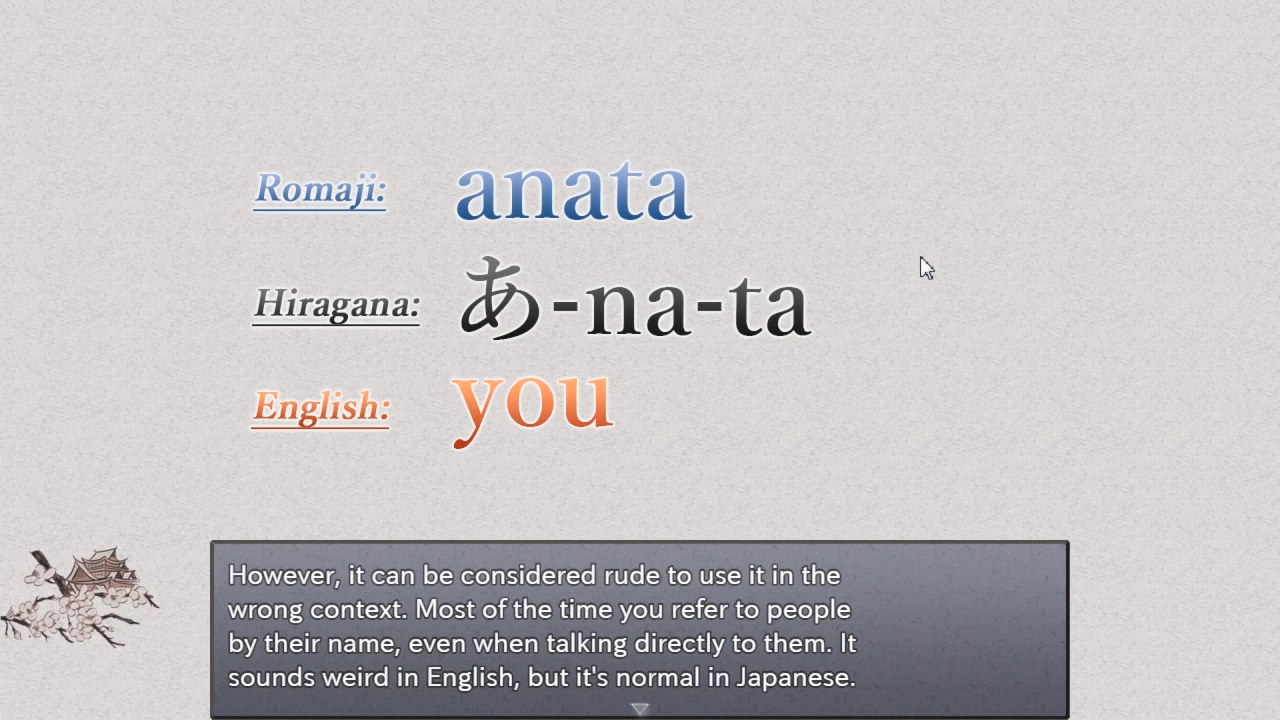 Romaji: anata
Hiragana: あ-na-ta
English: you
However, it can be considered rude to use it in the
wrong context. Most of the time you refer to people
by their name, even when talking directly to them. It
sounds weird in English, but it's normal in Japanese.